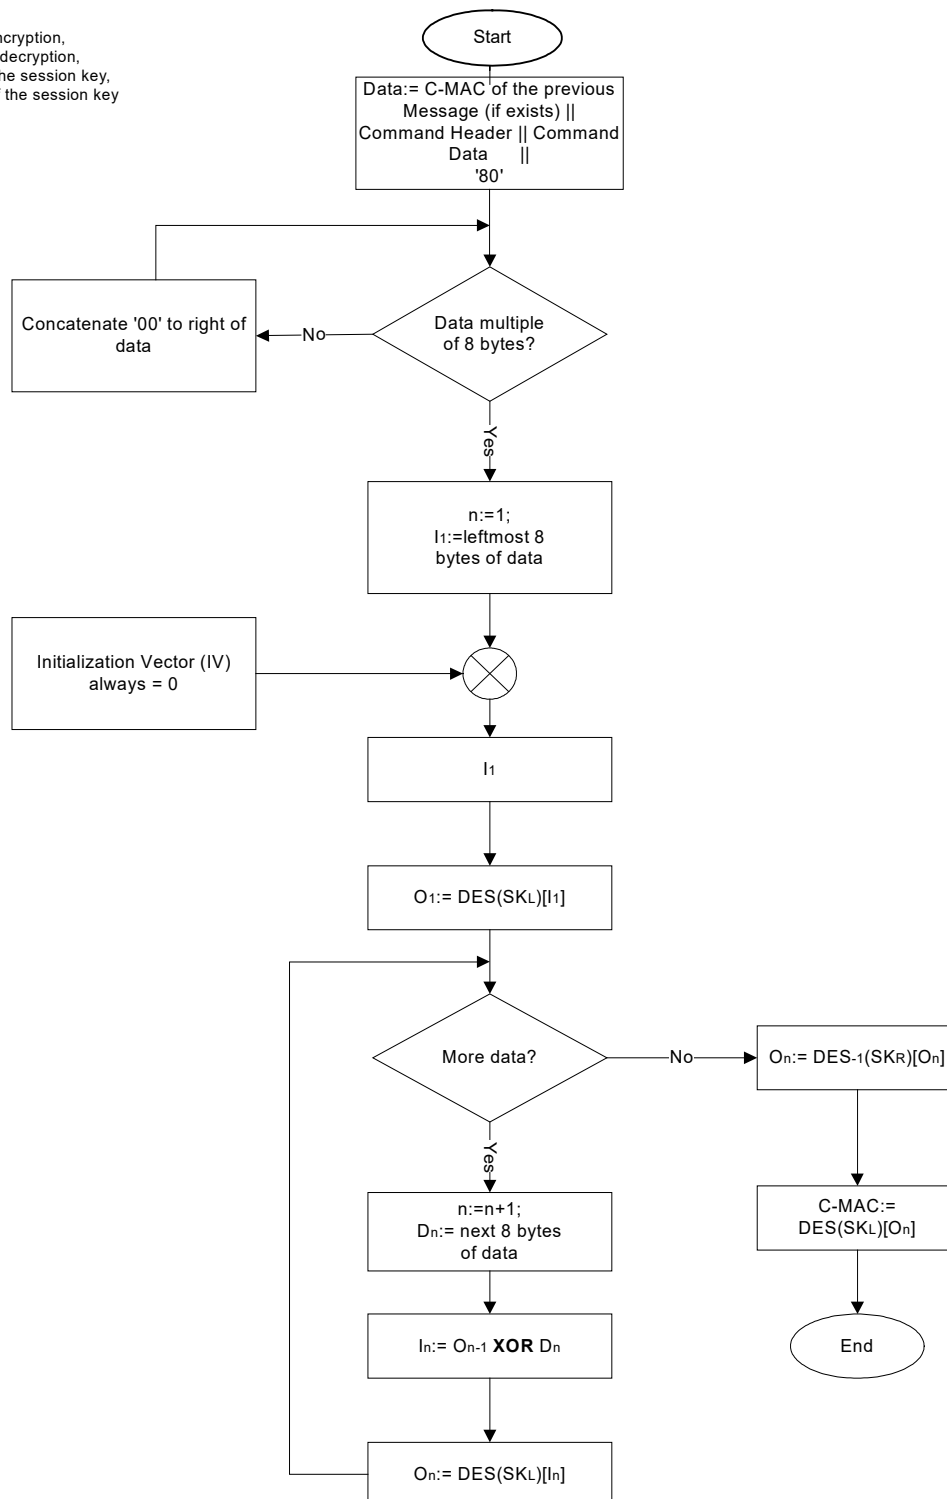 Start
ncryption,
decryption,
he session key,
the session key
Data:= C-MAC of the previous
Message (if exists) ||
Command Header || Command
Data ||
'80'
Concatenate '00' to right of
data
No
Data multiple
of 8 bytes?
Yes
n:=1;
I1:=leftmost 8
bytes of data
Initialization Vector (IV)
always = 0
I1
O1:= DES(SKL)[I1]
More data?
No
On:= DES-1(SKR)[On]
Yes
n:=n+1;
Dn:= next 8 bytes
of data
C-MAC:=
DES(SKL)[On]
In:= On-1 XOR Dn
End
On:= DES(SKL)[In]